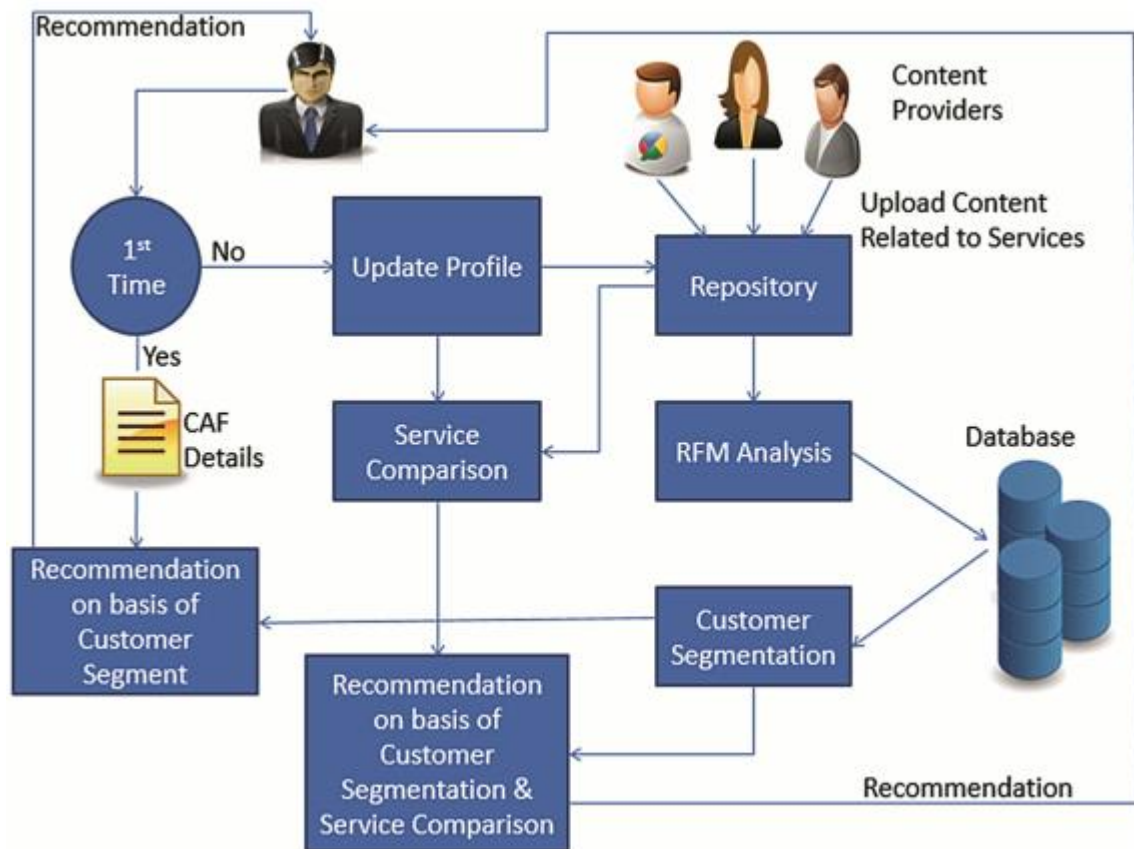 Recommendation
Content
Providers
Upload Content
Related to Services
1st
Time
No
Update Profile
Repository
Yes
CAF
Details
Service
Comparison
RFM Analysis
Database
Recommendation
on basis of
Customer
Segment
Customer
Segmentation
Recommendation
on basis of
Customer
Segmentation &
Service Comparison
Recommendation